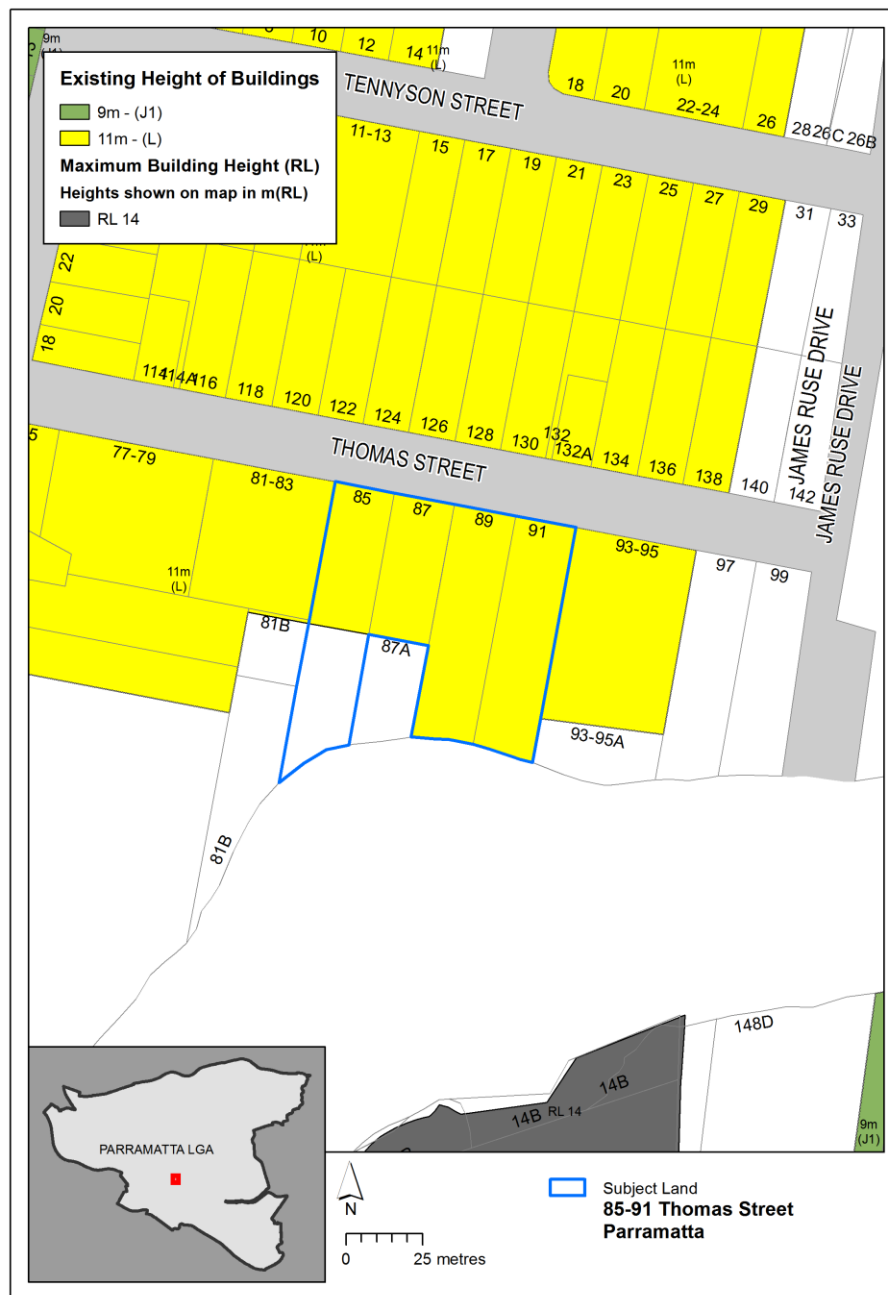 9m
Existing Height of Buildings
9m - (J1)
11m - (L)
Maximum Building Height (RL)
Heights shown on map in m(RL)
RL 14
10
12
14
11m
(L)
TENNYSON STREET
18
20
11m
(L)
22-24
26
28
26C
26B
11-13
15
17
19
21
23
25
27
29
31
33
(L)
22
20
18
114
114A
116
118
120
122
124
126
128
130
132
132A
134
136
138
140
142
JAMES RUSE DRIVE
JAMES RUSE DRIVE
THOMAS STREET
77-79
81-83
85
87
89
91
93-95
97
99
11m
(L)
81B
87A
93-95A
81B
148D
14B
14B
RL 14
9m
(J1)
PARRAMATTA LGA
N
0
25 metres
Subject Land
85-91 Thomas Street
Parramatta